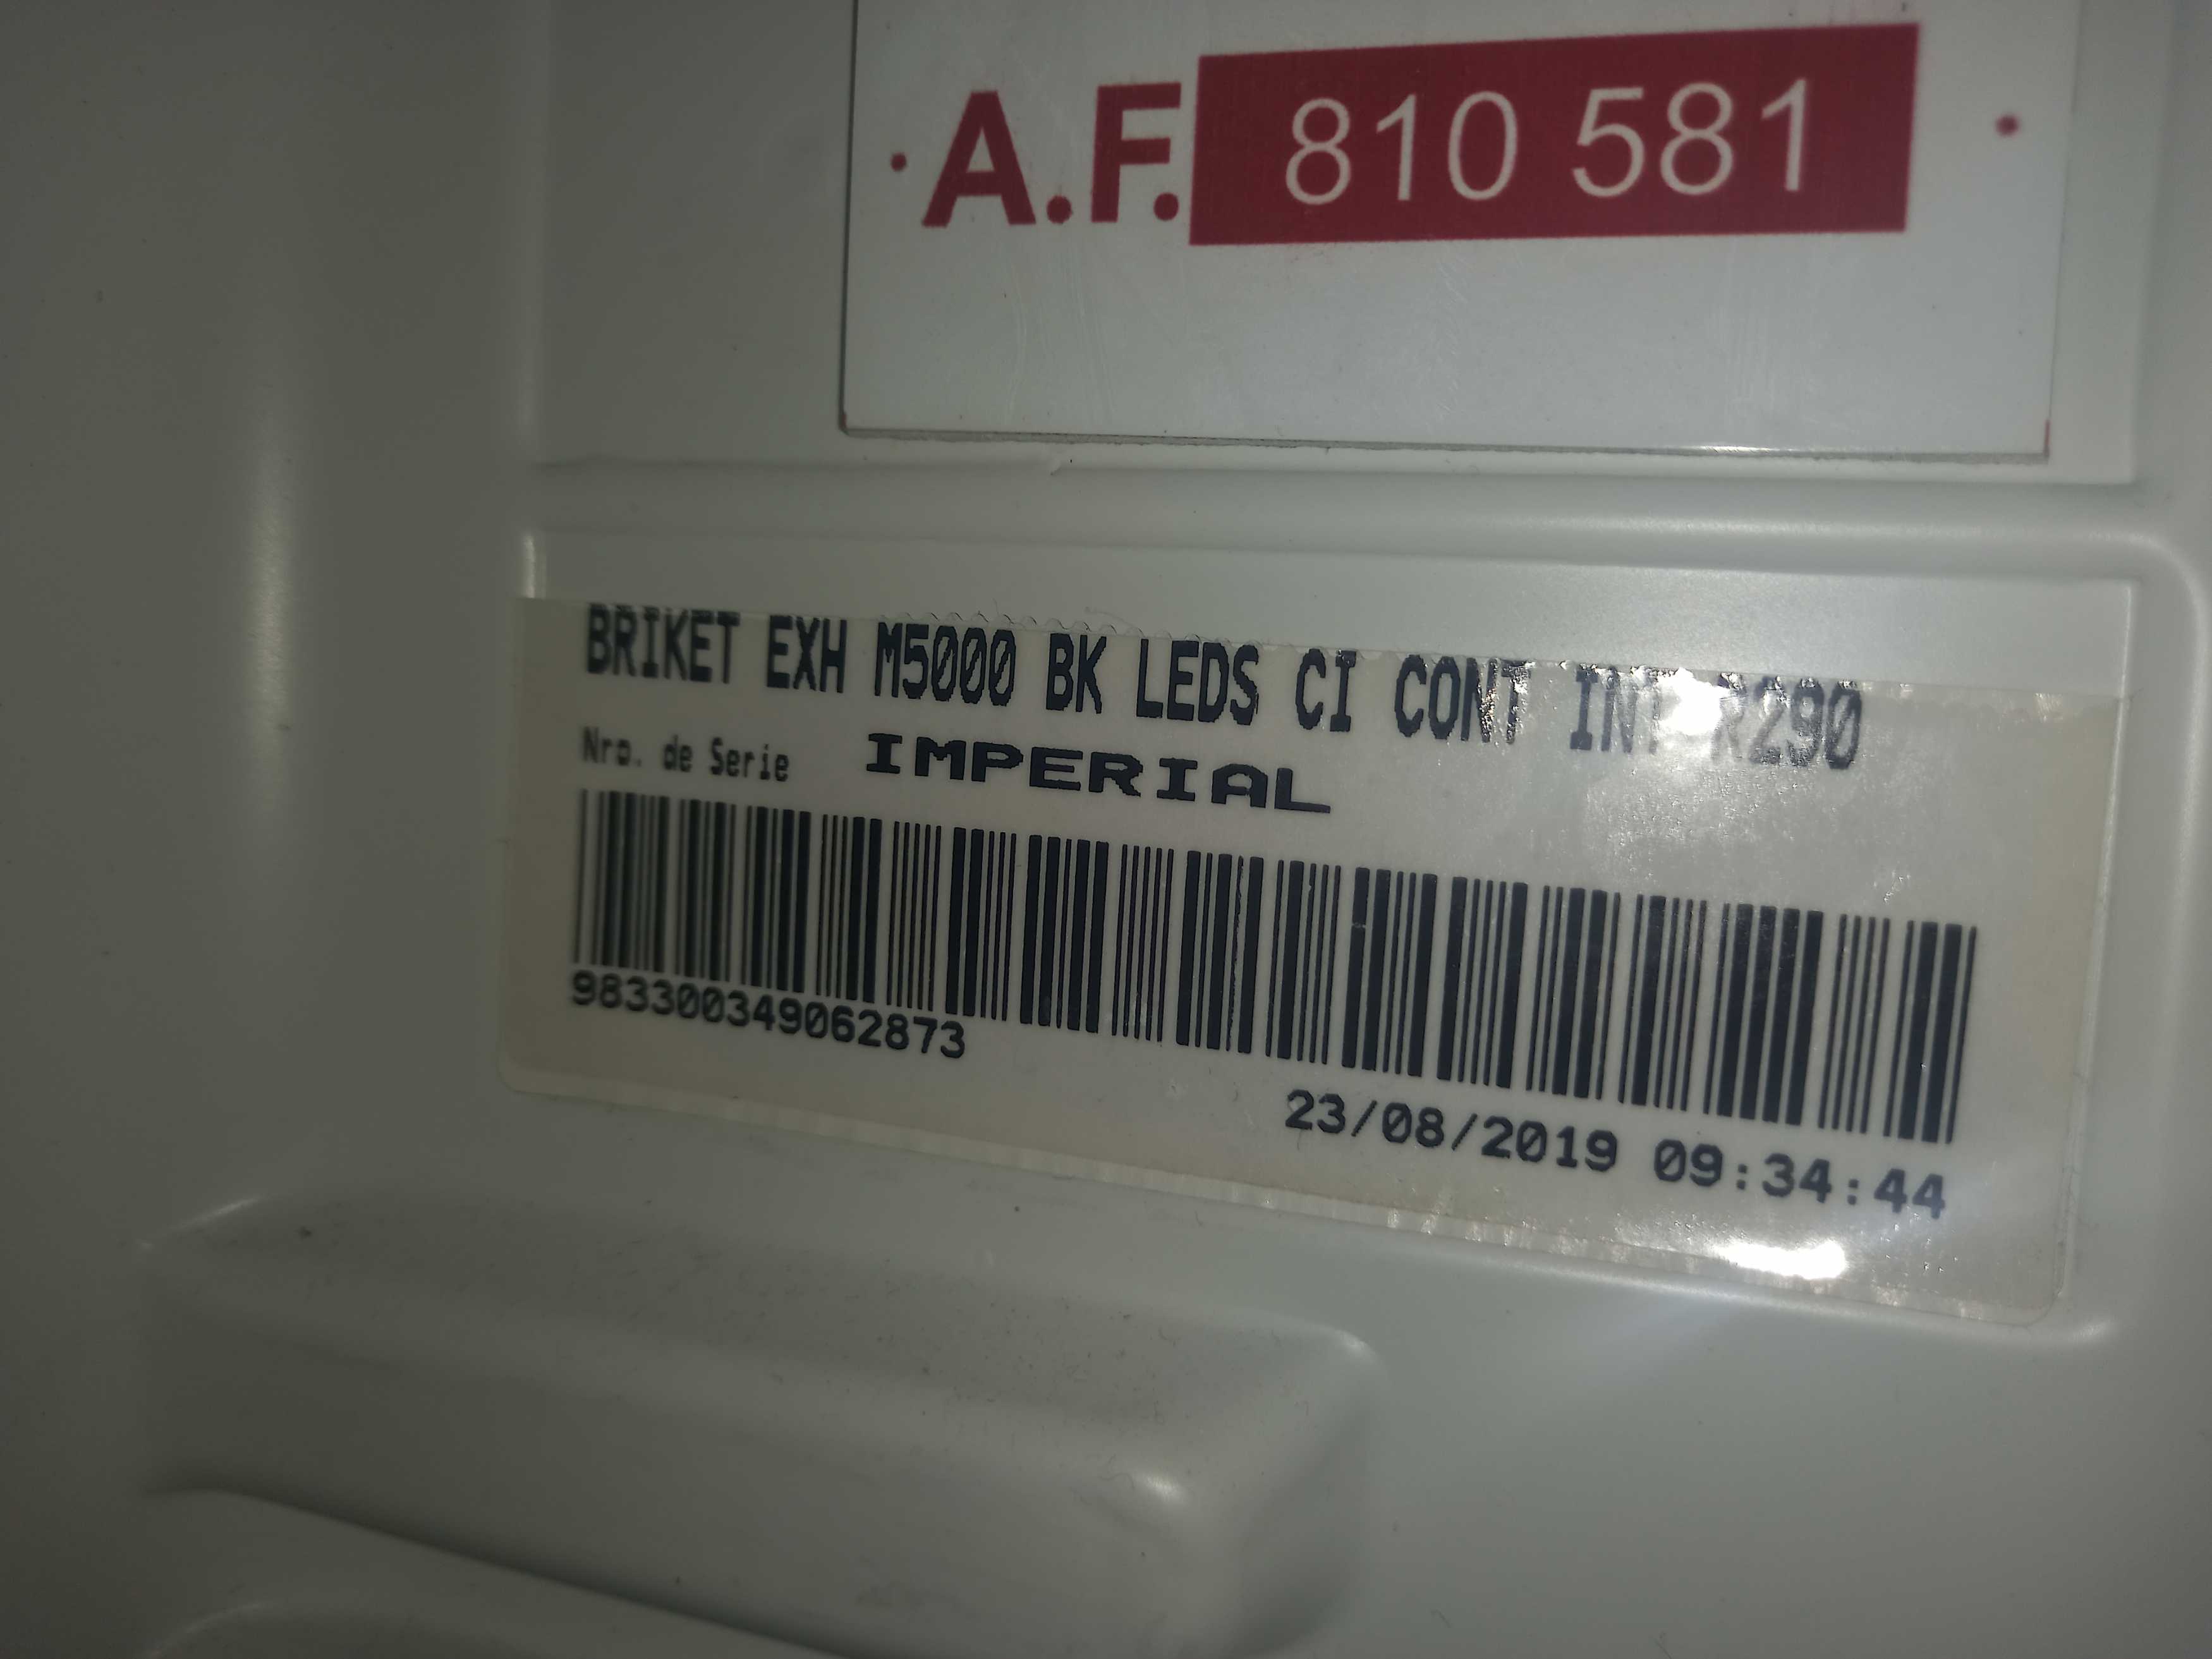 A.F. 810 581
BRIKET EXH M5000 BK LEDS CI CONT INT R290
Nro. de Serie IMPERIAL
983300349062873
23/08/2019 09:34:44